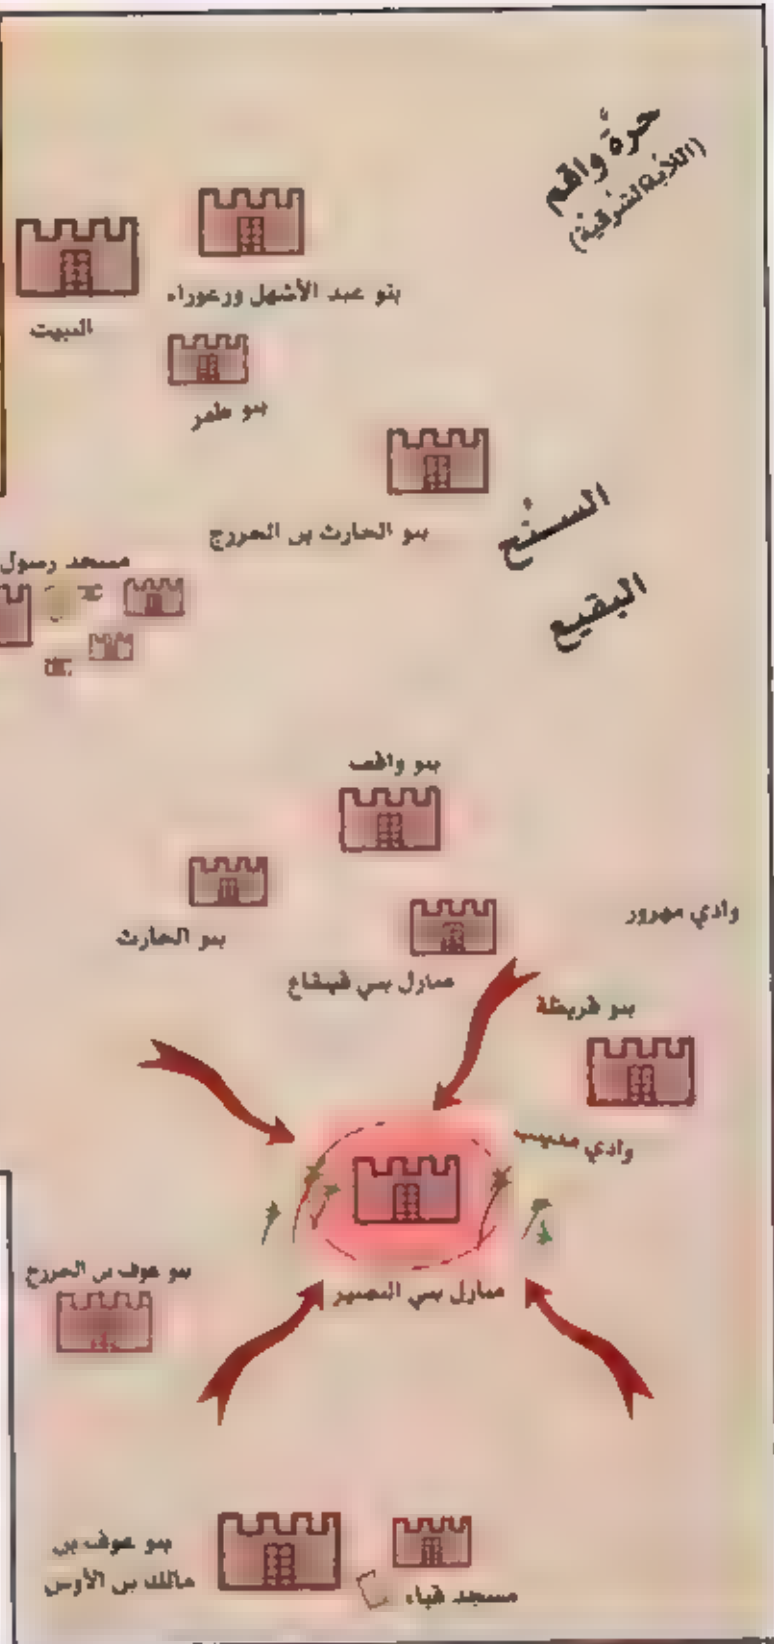 حرة واقم
(اللابة الشرقية)
بنو عبد الأشهل وزعوراء
النبيت
بنو ظفر
بنو الحارث بن الخزرج
السنح
مسجد رسول
البقيع
بنو واقف
بنو الحارث
وادي مهزور
منازل بني قينقاع
بنو قريظة
وادي مذينب
منازل بني النضير
بنو عوف بن الخزرج
بنو عوف بن
مالك بن الأوس
مسجد قباء